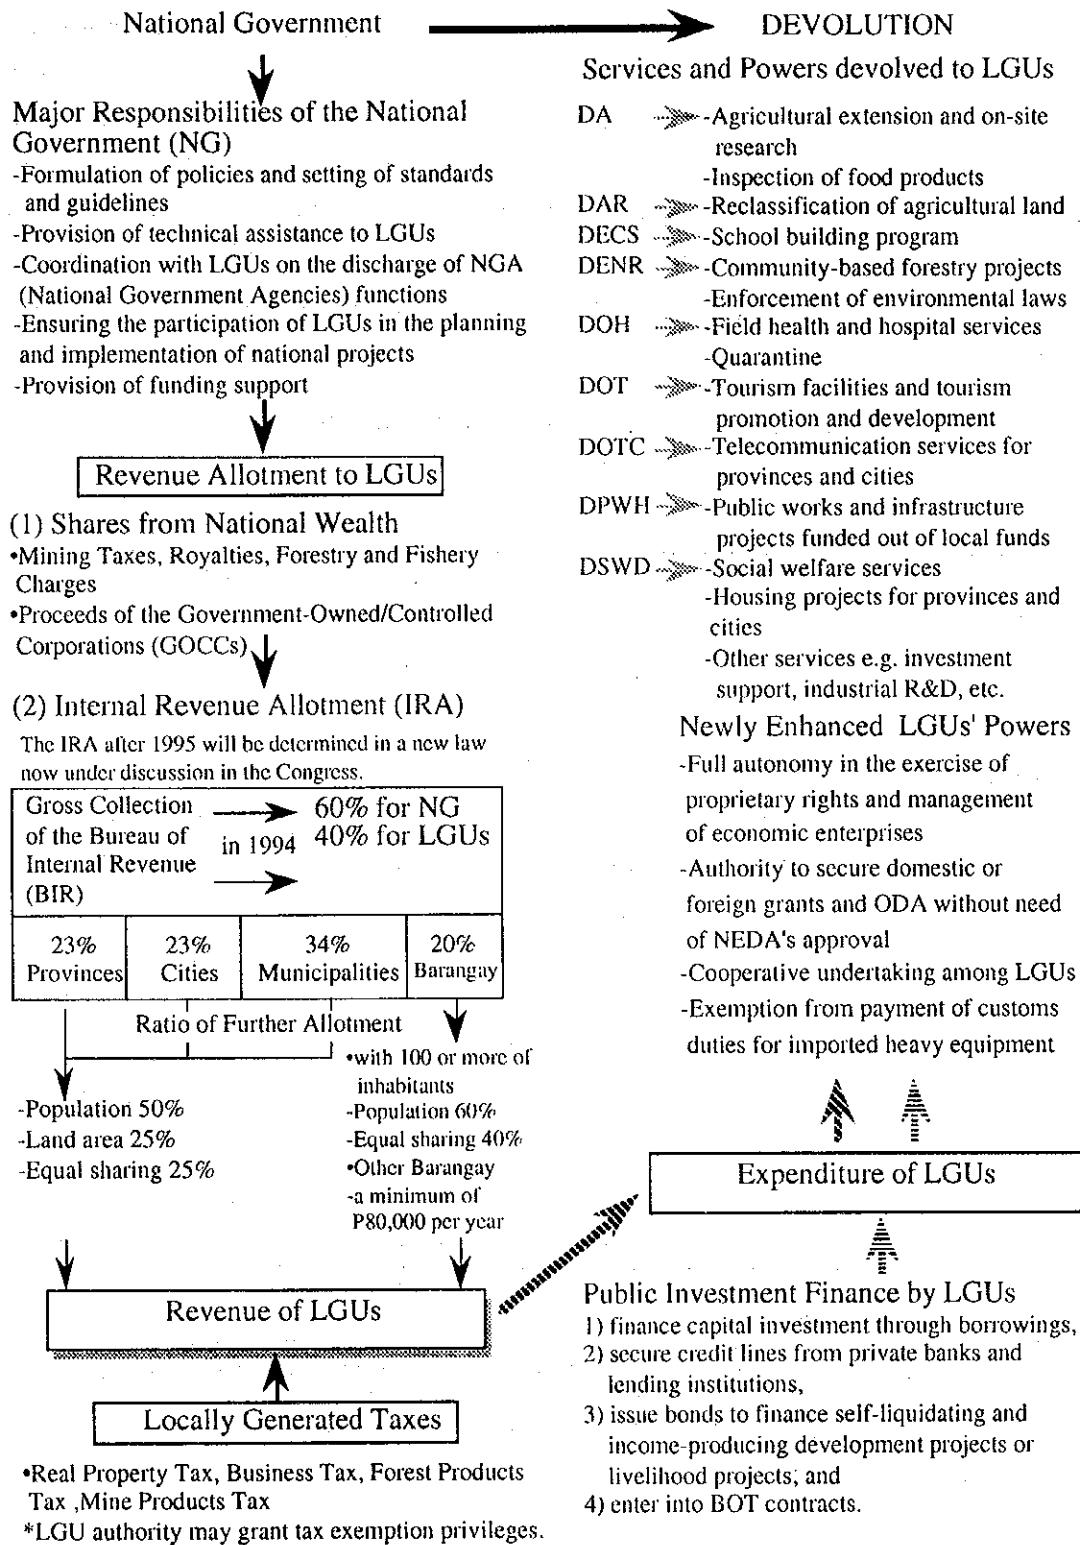 National Government
DEVOLUTION
Major Responsibilities of the National
Government (NG)
-Formulation of policies and setting of standards
and guidelines
-Provision of technical assistance to LGUs
-Coordination with LGUs on the discharge of NGA
(National Government Agencies) functions
-Ensuring the participation of LGUs in the planning
and implementation of national projects
-Provision of funding support
Revenue Allotment to LGUs
(1) Shares from National Wealth
•Mining Taxes, Royalties, Forestry and Fishery
Charges
•Proceeds of the Government-Owned/Controlled
Corporations (GOCCs)
(2) Internal Revenue Allotment (IRA)
The IRA after 1995 will be determined in a new law
now under discussion in the Congress.
Gross Collection
of the Bureau of
Internal Revenue
(BIR)
in 1994
60% for NG
40% for LGUs
23%
Provinces
23%
Cities
34%
Municipalities
20%
Barangay
Ratio of Further Allotment
-Population 50%
-Land area 25%
-Equal sharing 25%
•with 100 or more of
inhabitants
-Population 60%
-Equal sharing 40%
•Other Barangay
-a minimum of
P80,000 per year
Revenue of LGUs
Locally Generated Taxes
•Real Property Tax, Business Tax, Forest Products
Tax ,Mine Products Tax
*LGU authority may grant tax exemption privileges.
Services and Powers devolved to LGUs
DA -Agricultural extension and on-site
research
-Inspection of food products
DAR -Reclassification of agricultural land
DECS -School building program
DENR -Community-based forestry projects
-Enforcement of environmental laws
DOH -Field health and hospital services
-Quarantine
DOT -Tourism facilities and tourism
promotion and development
DOTC -Telecommunication services for
provinces and cities
DPWH -Public works and infrastructure
projects funded out of local funds
DSWD -Social welfare services
-Housing projects for provinces and
cities
-Other services e.g. investment
support, industrial R&D, etc.
Newly Enhanced LGUs' Powers
-Full autonomy in the exercise of
proprietary rights and management
of economic enterprises
-Authority to secure domestic or
foreign grants and ODA without need
of NEDA's approval
-Cooperative undertaking among LGUs
-Exemption from payment of customs
duties for imported heavy equipment
Expenditure of LGUs
Public Investment Finance by LGUs
1) finance capital investment through borrowings,
2) secure credit lines from private banks and
lending institutions,
3) issue bonds to finance self-liquidating and
income-producing development projects or
livelihood projects; and
4) enter into BOT contracts.